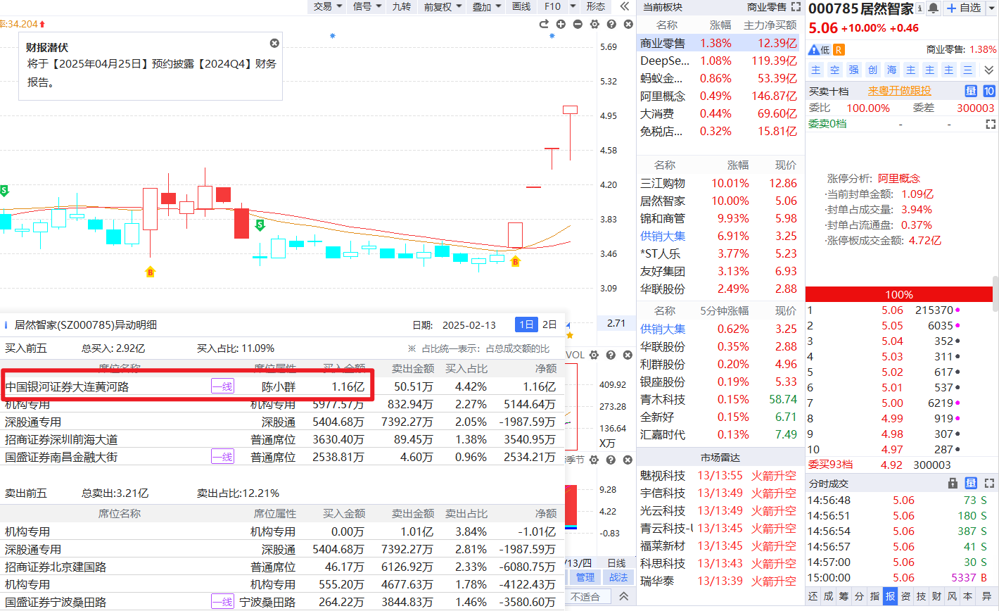 交易 信号 九转 前复权 叠加 画线 F10 形态
率:34.204
财报潜伏
将于【2025年04月25日】预约披露【2024Q4】财务
报告。
S
B
S
B
5.69
5.32
4.95
4.58
4.20
3.83
3.46
3.09
2.71
居然智家(SZ000785)异动明细 日期: 2025-02-13 1日 2日
买入前五 总买入: 2.92亿 买入占比: 11.09% ※ 占比统一表示：占总成交额的比
席位名称 席位属性 买入金额 卖出金额 买入占比 净额
中国银河证券大连黄河路 一线 陈小群 1.16亿 50.51万 4.42% 1.16亿
机构专用 机构专用 5977.57万 832.94万 2.27% 5144.64万
深股通专用 深股通 5404.68万 7392.27万 2.05% -1987.59万
招商证券深圳前海大道 普通席位 3630.40万 89.45万 1.38% 3540.95万
国盛证券南昌金融大街 一线 普通席位 2538.81万 4.60万 0.96% 2534.21万
卖出前五 总卖出:3.21亿 卖出占比:12.21%
席位名称 席位属性 买入金额 卖出金额 卖出占比 净额
机构专用 机构专用 0.00万 1.01亿 3.84% -1.01亿
深股通专用 深股通 5404.68万 7392.27万 2.81% -1987.59万
招商证券北京建国路 普通席位 46.17万 6126.92万 2.33% -6080.75万
机构专用 机构专用 555.20万 4677.63万 1.78% -4122.43万
国盛证券宁波桑田路 一线 宁波桑田路 264.22万 3844.83万 1.46% -3580.60万
VOL
409.92
273.28
136.64
X万
季节
9.28
4.22
-0.83
/13/四 日线
管理 战法
不适合
当前板块 商业零售
名称 涨幅 主力净买额
商业零售 1.38% 12.39亿
DeepSe... 1.08% 119.39亿
蚂蚁金... 0.86% 53.39亿
阿里概念 0.49% 146.87亿
大消费 0.44% 69.60亿
免税店... 0.32% 15.81亿
名称 涨幅 现价
三江购物 10.01% 12.86
居然智家 10.00% 5.06
锦和商管 9.93% 5.98
供销大集 6.91% 3.25
*ST人乐 3.77% 5.23
友好集团 3.13% 6.93
华联股份 2.49% 2.88
名称 5分钟涨幅 现价
供销大集 0.62% 3.25
华联股份 0.35% 2.88
利群股份 0.20% 4.96
银座股份 0.19% 5.33
青木科技 0.15% 58.74
全新好 0.15% 6.71
汇嘉时代 0.13% 7.49
市场雷达
魅视科技 13/13:55 火箭升空
宇信科技 13/13:49 火箭升空
光云科技 13/13:49 火箭升空
青云科技-U 13/13:45 火箭升空
福莱新材 13/13:45 火箭升空
科思科技 13/13:43 火箭升空
瑞华泰 13/13:39 火箭升空
000785居然智家 i + 自选
5.06 +10.00% +0.46
低 R 商业零售: 1.38%
主 空 强 创 海 主 主 主 三
买卖十档 来粤开做跟投 量 10
委比 100.00% 委差 300003
委卖0档 - -
涨停分析: 阿里概念
·当前封单金额: 1.09亿
·封单占成交量: 3.94%
·封单占流通盘: 0.37%
·涨停板成交金额: 4.72亿
100%
1 5.06 215370
2 5.05 6035
3 5.04 352
4 5.03 311
5 5.02 617
6 5.01 537
7 5.00 6219
8 4.99 919
9 4.98 307
10 4.97 287
委买93档 4.92 300003
分时成交 量
14:56:48 5.06 73 S
14:56:51 5.06 180 S
14:56:54 5.06 387 S
14:56:57 5.06 41 S
14:57:00 5.06 30 S
15:00:00 5.06 5337 B
还 成 筹 分 指 报 资 技 财 风 本 异